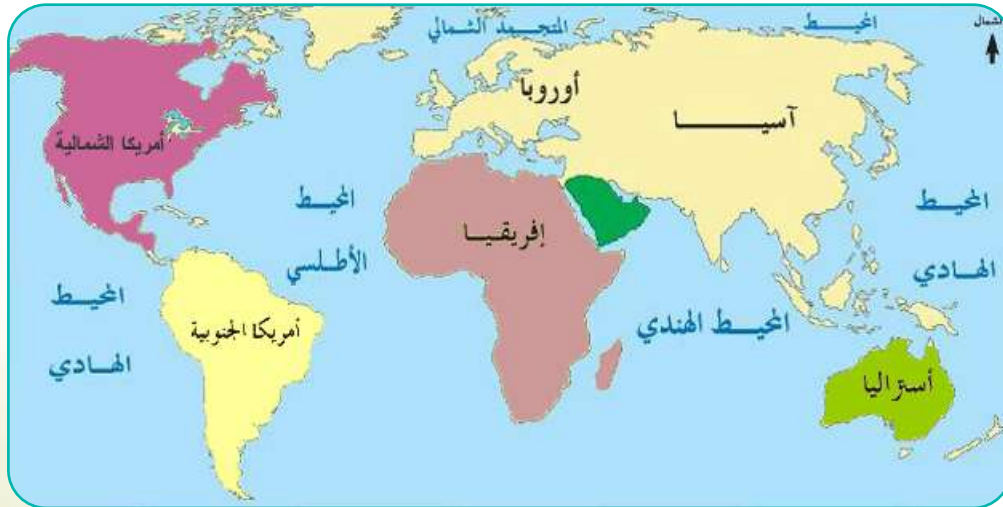 المحيط
المتجمد الشمالي
الشمال
أوروبا
آسيا
أمريكا الشمالية
المحيط
الأطلسي
إفريقيا
المحيط
الهادي
المحيط
الهادي
أمريكا الجنوبية
المحيط الهندي
أستراليا